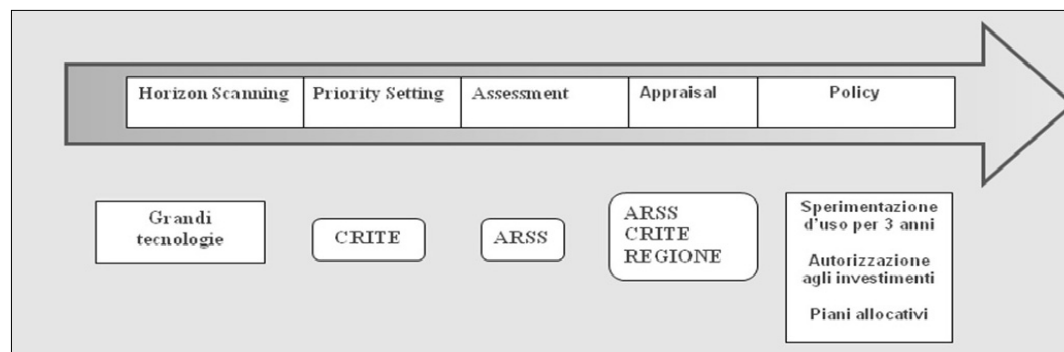 Horizon Scanning
Priority Setting
Assessment
Appraisal
Policy
Grandi
tecnologie
CRITE
ARSS
ARSS
CRITE
REGIONE
Sperimentazione
d'uso per 3 anni
Autorizzazione
agli investimenti
Piani allocativi